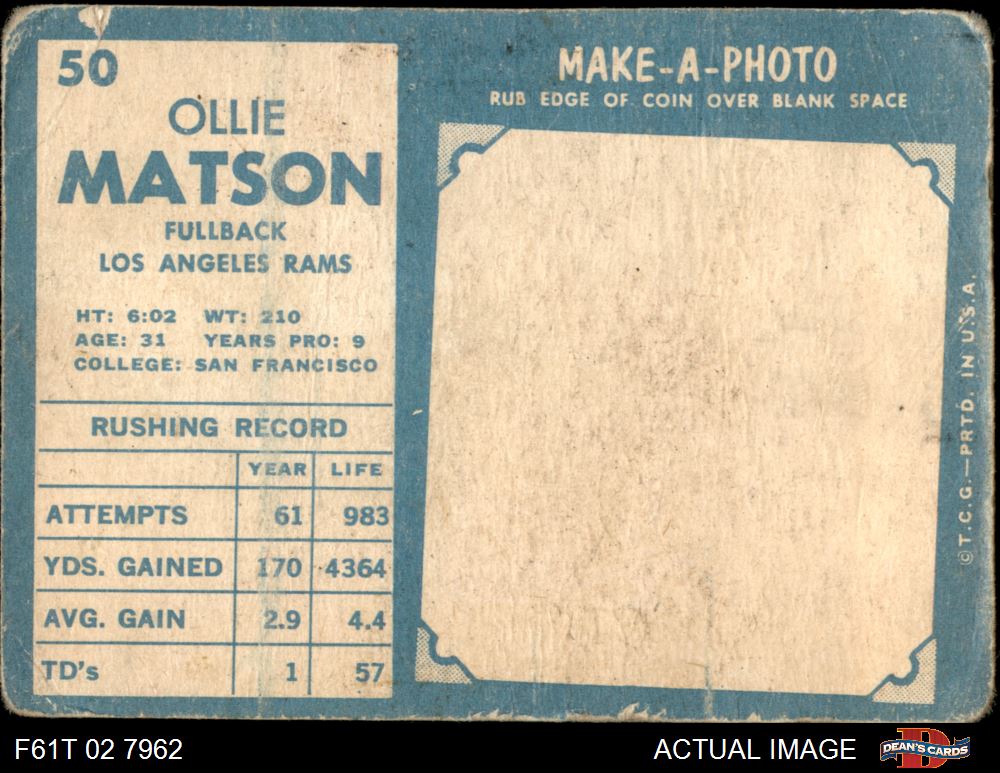 50
OLLIE
MATSON
FULLBACK
LOS ANGELES RAMS
HT: 6:02 WT: 210
AGE: 31 YEARS PRO: 9
COLLEGE: SAN FRANCISCO
RUSHING RECORD
YEAR LIFE
ATTEMPTS 61 983
YDS. GAINED 170 4364
AVG. GAIN 2.9 4.4
TD's 1 57
MAKE-A-PHOTO
RUB EDGE OF COIN OVER BLANK SPACE
©T.C.G.—PRTD. IN U.S.A.
F61T 02 7962
ACTUAL IMAGE
D
DEAN'S CARDS